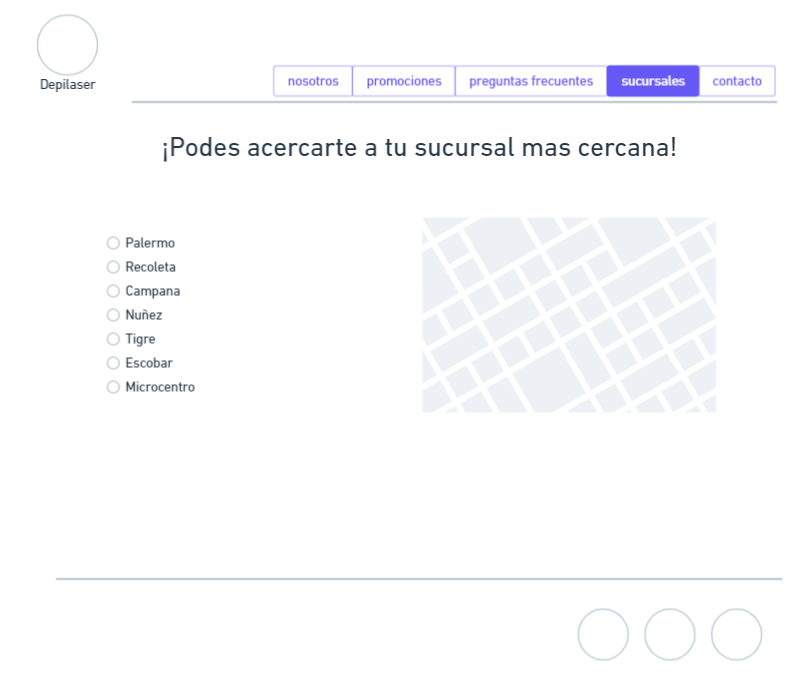 Depilaser
nosotros promociones preguntas frecuentes sucursales contacto
¡Podes acercarte a tu sucursal mas cercana!
Palermo
Recoleta
Campana
Nuñez
Tigre
Escobar
Microcentro